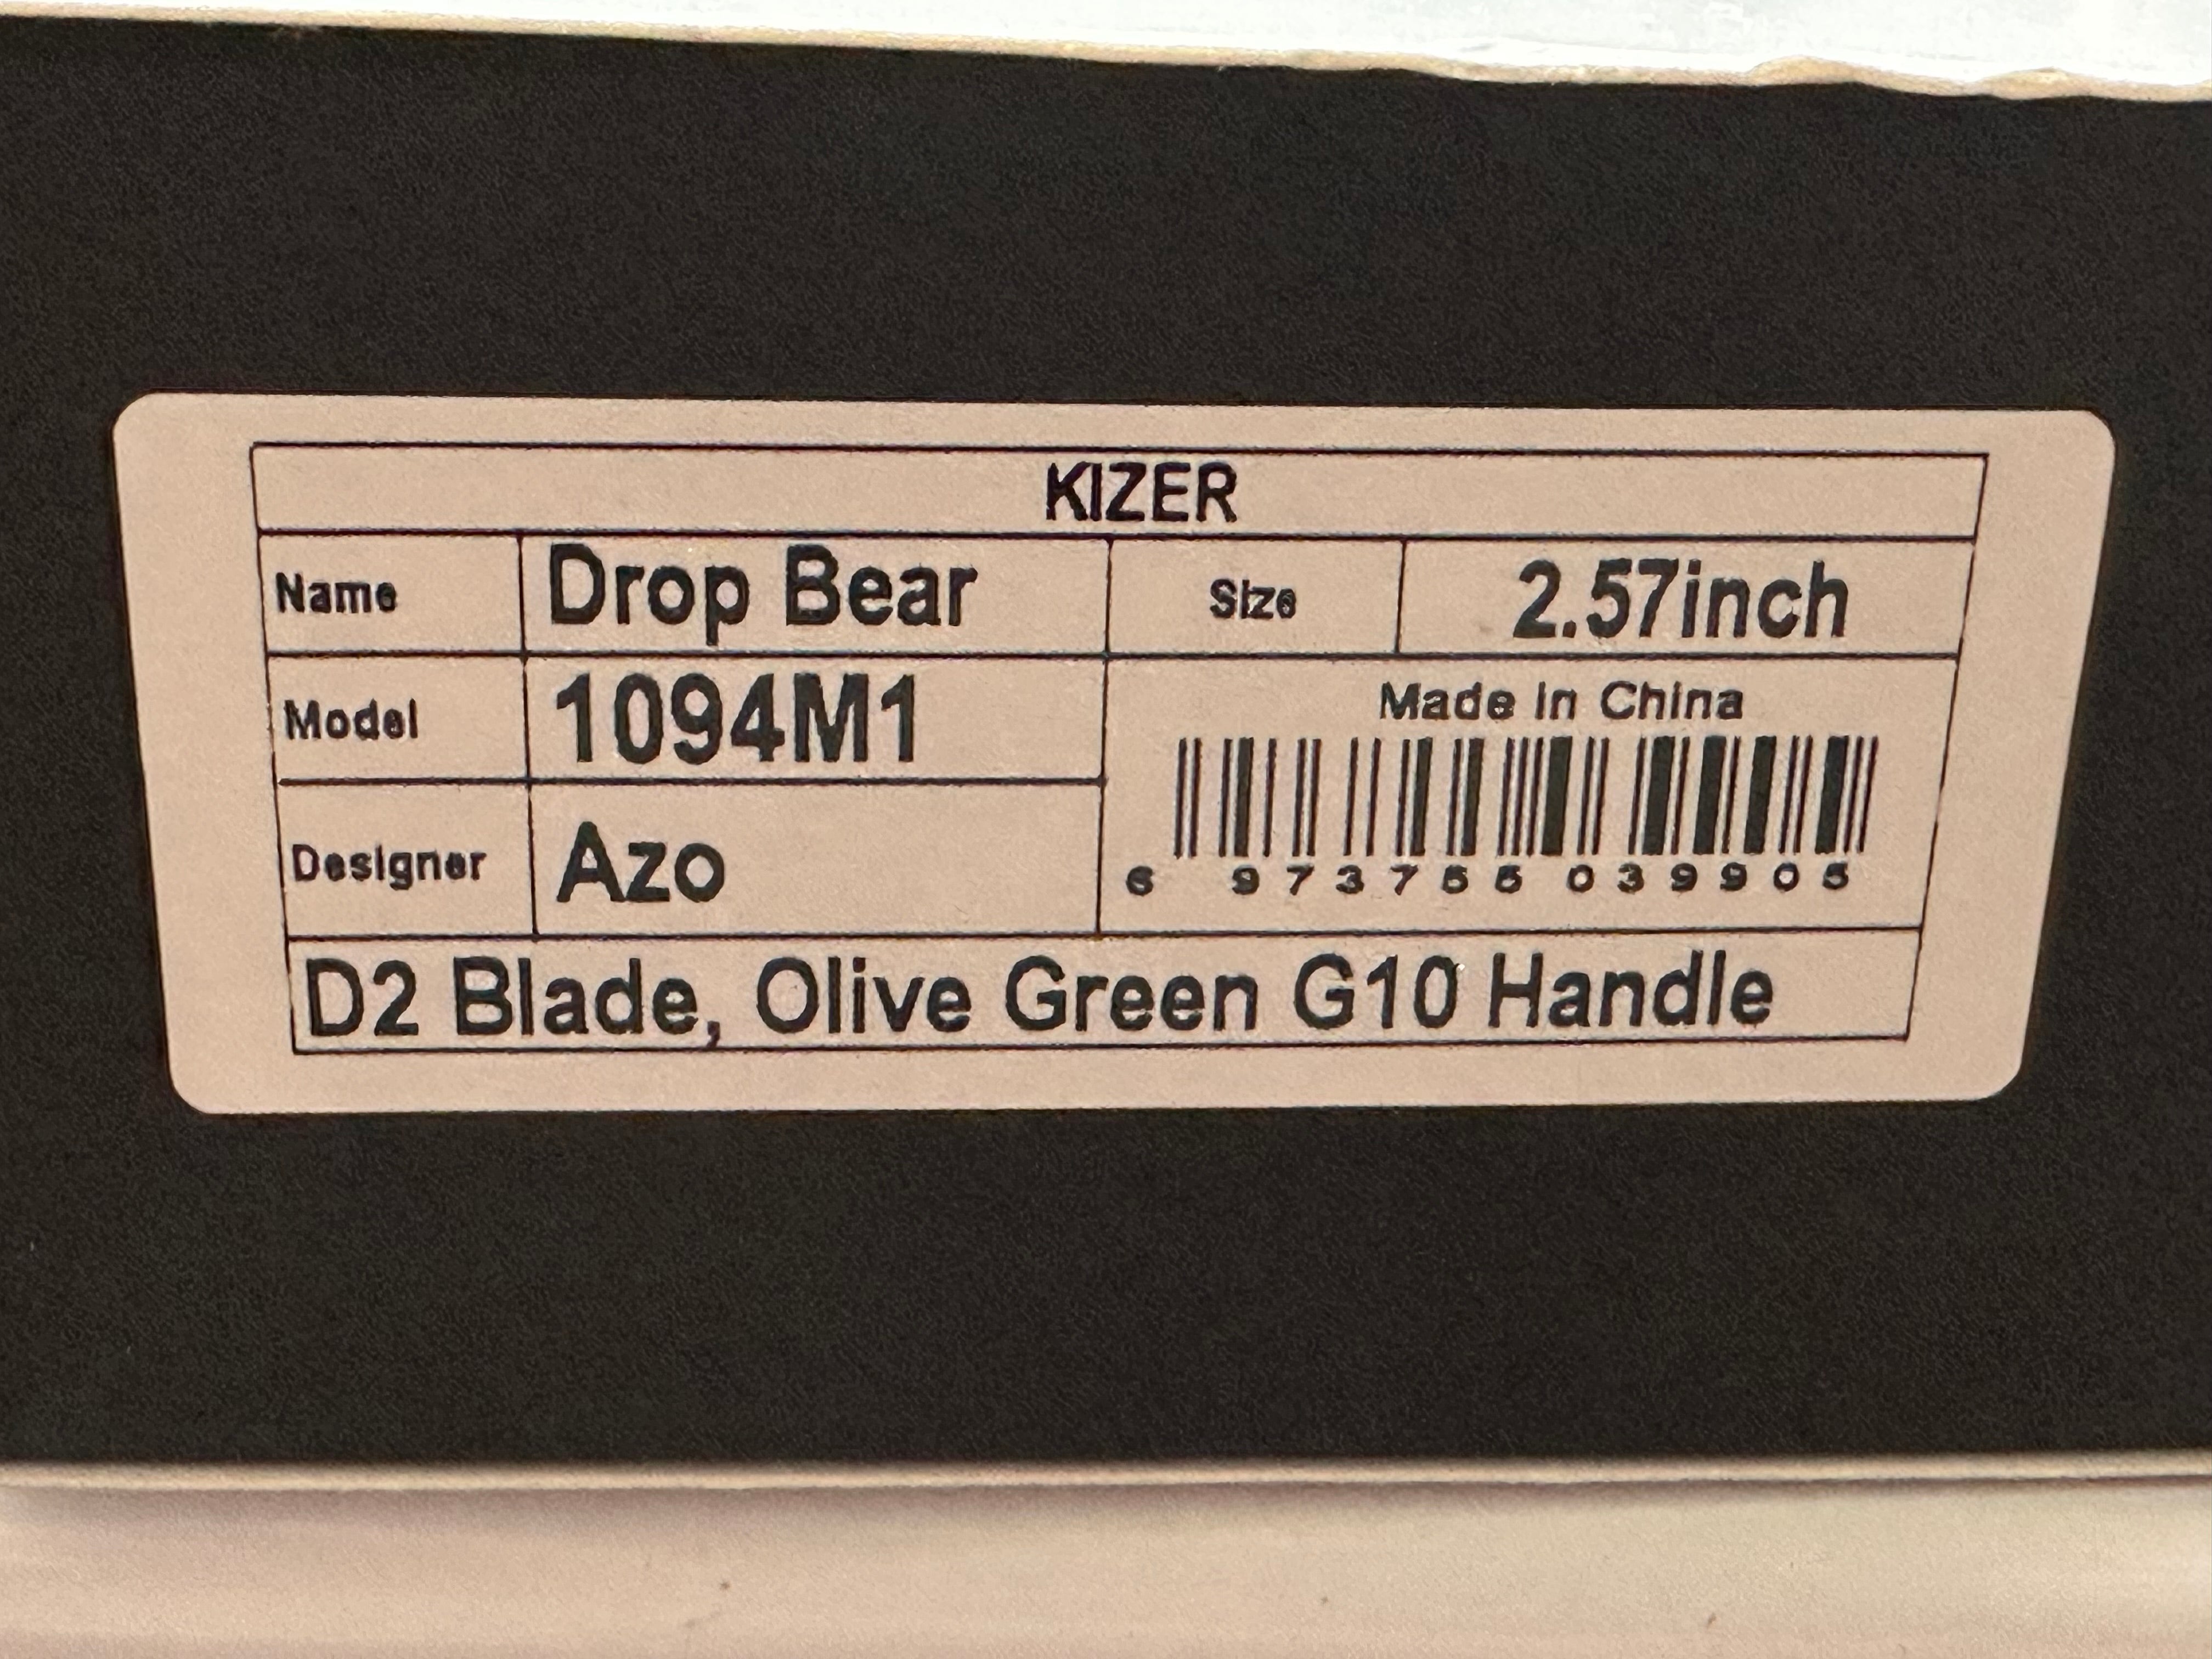 KIZER
Name Drop Bear Size 2.57inch
Model 1094M1
Made in China
Designer Azo
6 973755 039905
D2 Blade, Olive Green G10 Handle